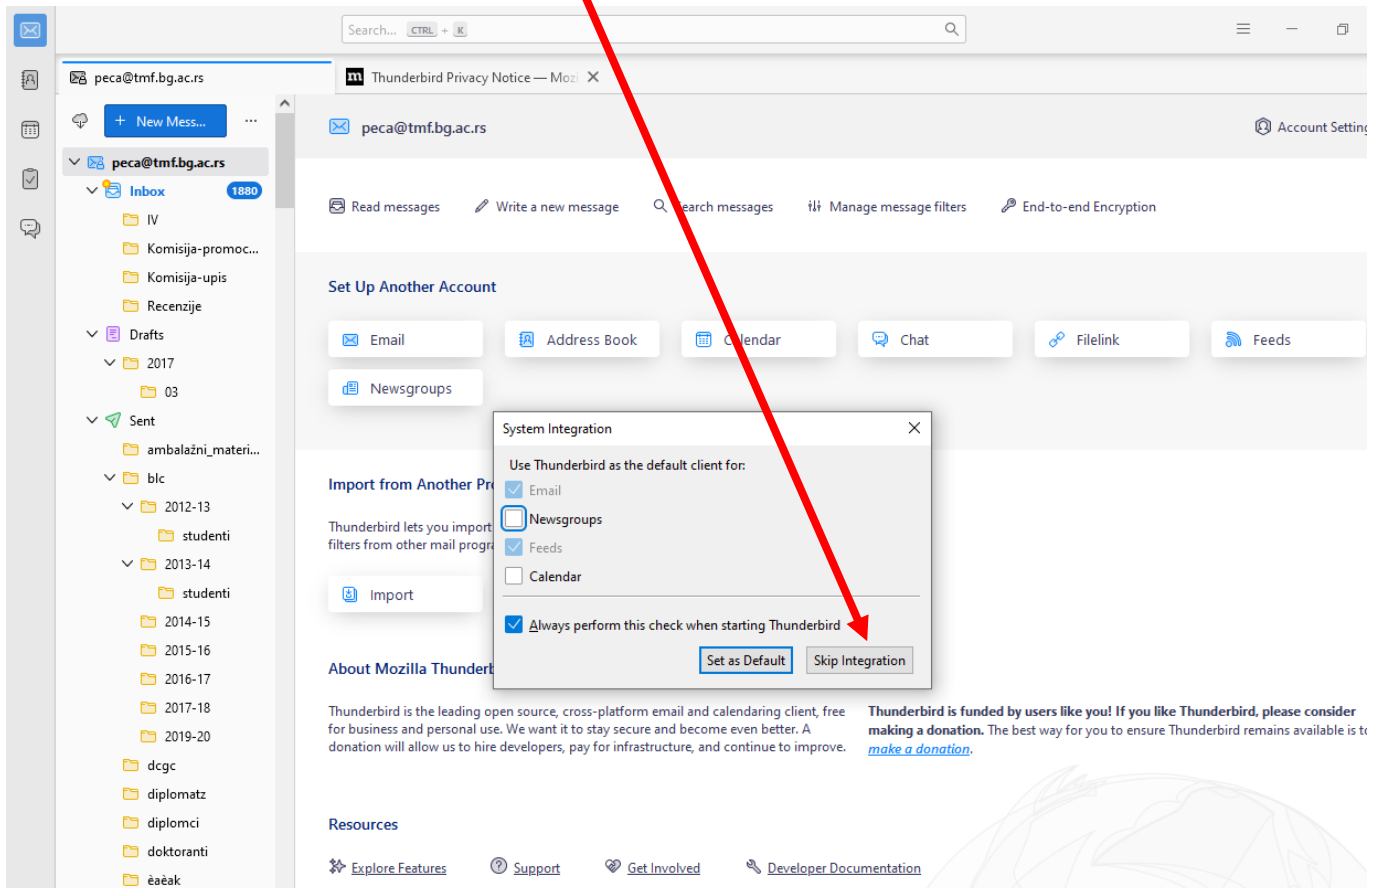 Search... CTRL + K
peca@tmf.bg.ac.rs
m Thunderbird Privacy Notice — Mozi
+ New Mess... ...
peca@tmf.bg.ac.rs
Account Setting
peca@tmf.bg.ac.rs
Inbox 1880
IV
Komisija-promoc...
Komisija-upis
Recenzije
Drafts
2017
03
Sent
ambalažni_materi...
blc
2012-13
studenti
2013-14
studenti
2014-15
2015-16
2016-17
2017-18
2019-20
dcgc
diplomatz
diplomci
doktoranti
èaèak
Read messages
Write a new message
Search messages
Manage message filters
End-to-end Encryption
Set Up Another Account
Email
Address Book
Calendar
Chat
Filelink
Feeds
Newsgroups
System Integration
Use Thunderbird as the default client for:
Email
Newsgroups
Feeds
Calendar
Always perform this check when starting Thunderbird
Set as Default
Skip Integration
Import from Another Pr
Thunderbird lets you import
filters from other mail progra
Import
About Mozilla Thunderb
Thunderbird is the leading open source, cross-platform email and calendaring client, free
for business and personal use. We want it to stay secure and become even better. A
donation will allow us to hire developers, pay for infrastructure, and continue to improve.
Thunderbird is funded by users like you! If you like Thunderbird, please consider
making a donation. The best way for you to ensure Thunderbird remains available is to
make a donation.
Resources
Explore Features
Support
Get Involved
Developer Documentation